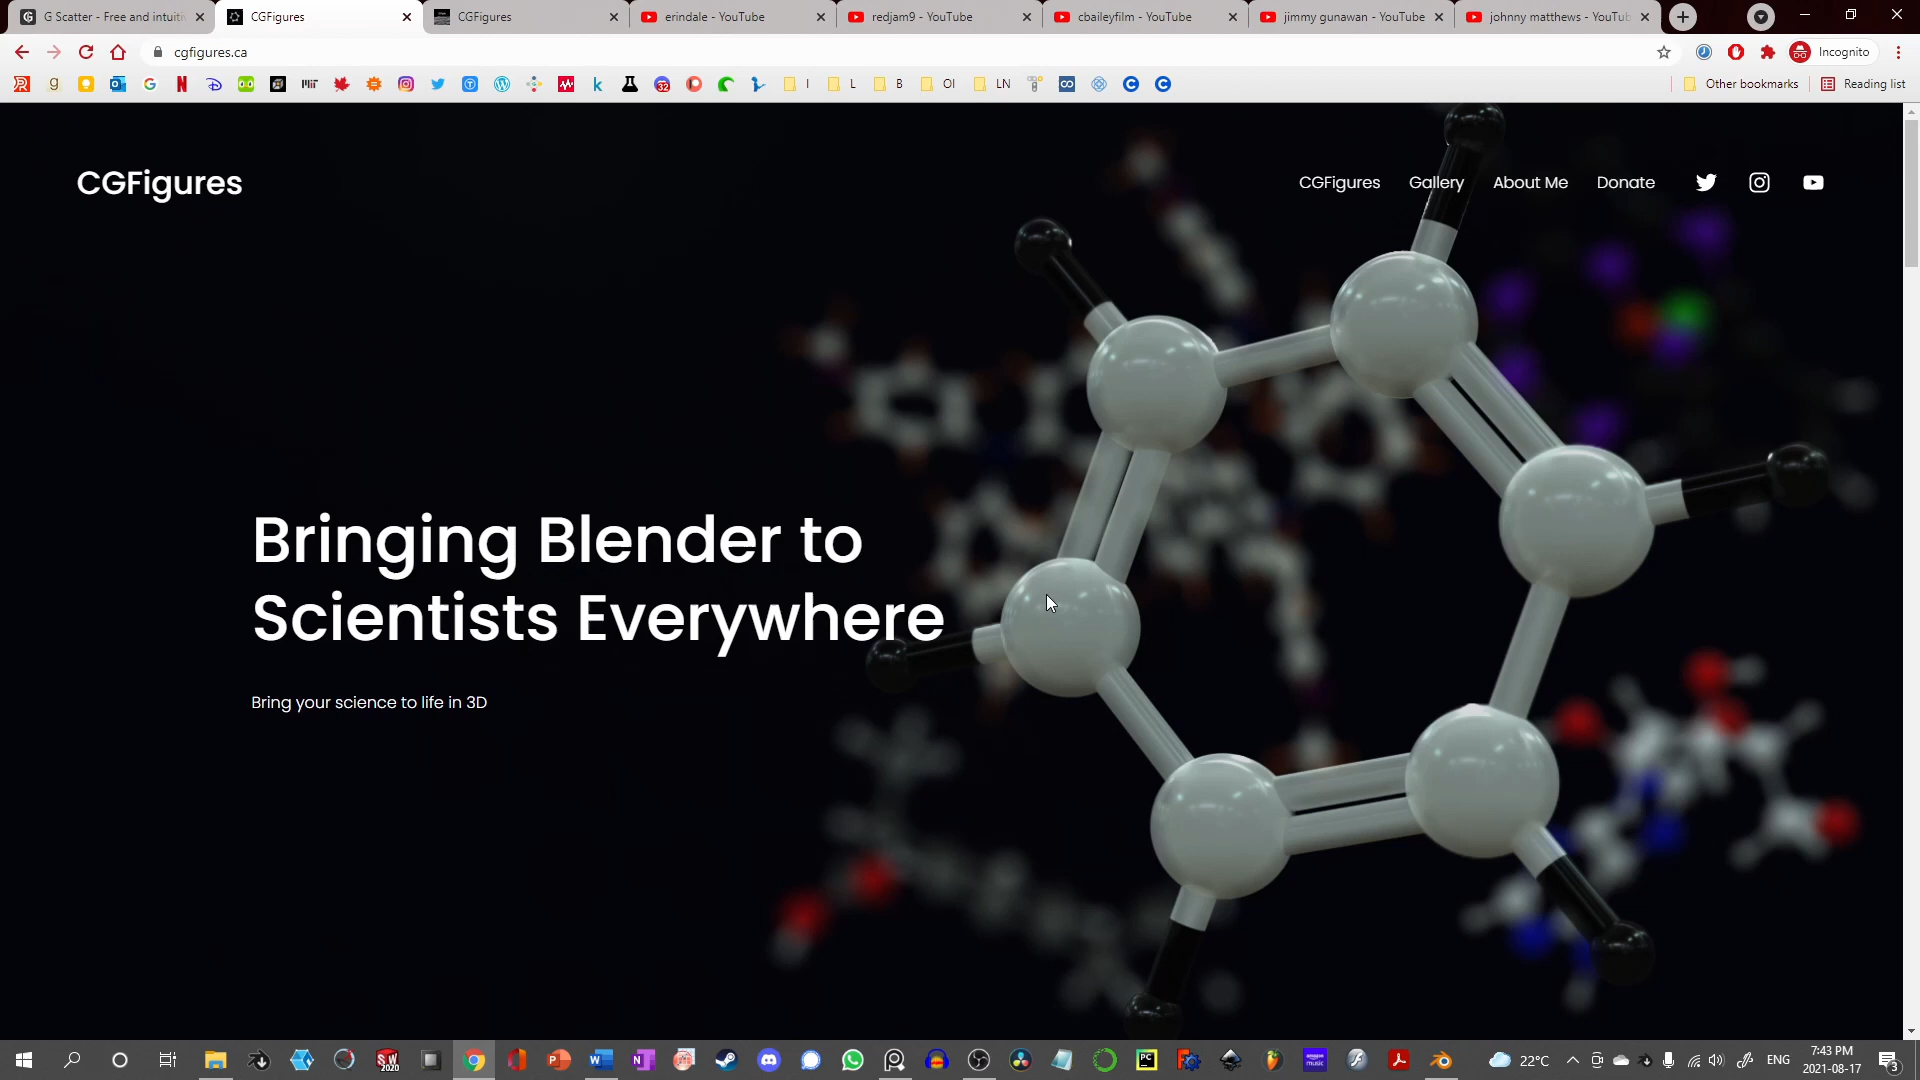 G Scatter - Free and intuiti
CGFigures
CGFigures
erindale - YouTube
redjam9 - YouTube
cbaileyfilm - YouTube
jimmy gunawan - YouTube
johnny matthews - YouTub
cgfigures.ca
Incognito
I
L
B
OI
LN
Other bookmarks
Reading list
CGFigures
CGFigures
Gallery
About Me
Donate
Bringing Blender to
Scientists Everywhere
Bring your science to life in 3D
22°C
ENG
7:43 PM
2021-08-17